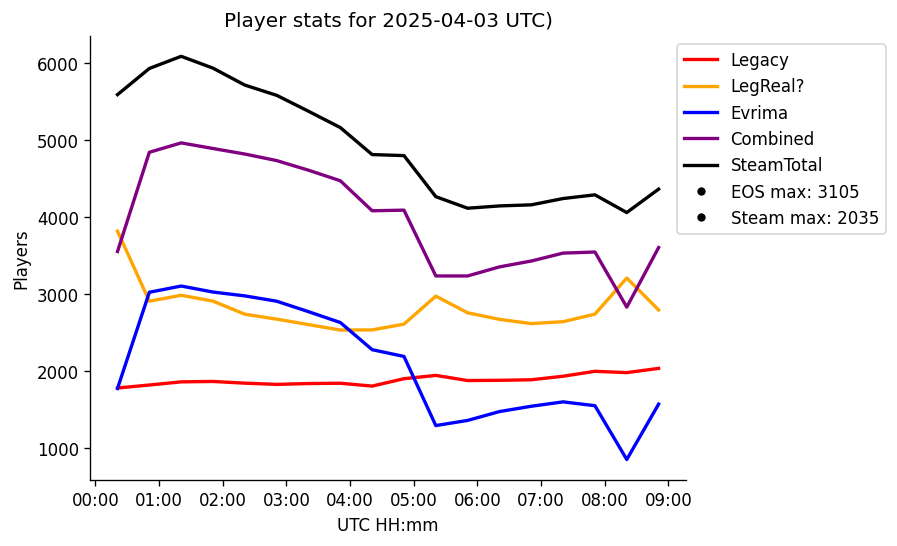 Player stats for 2025-04-03 UTC)
6000
5000
4000
3000
2000
1000
Players
00:00 01:00 02:00 03:00 04:00 05:00 06:00 07:00 08:00 09:00
UTC HH:mm
Legacy
LegReal?
Evrima
Combined
SteamTotal
EOS max: 3105
Steam max: 2035